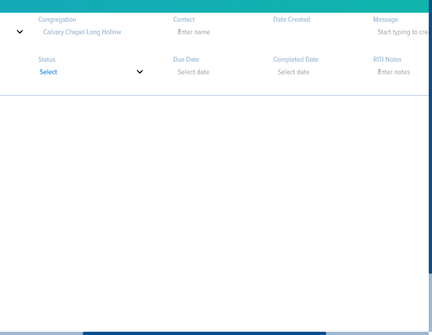 Congregation Contact Date Created Message
Calvary Chapel Long Hollow Enter name Start typing to cre
Status Due Date Completed Date RITI Notes
Select Select date Select date Enter notes